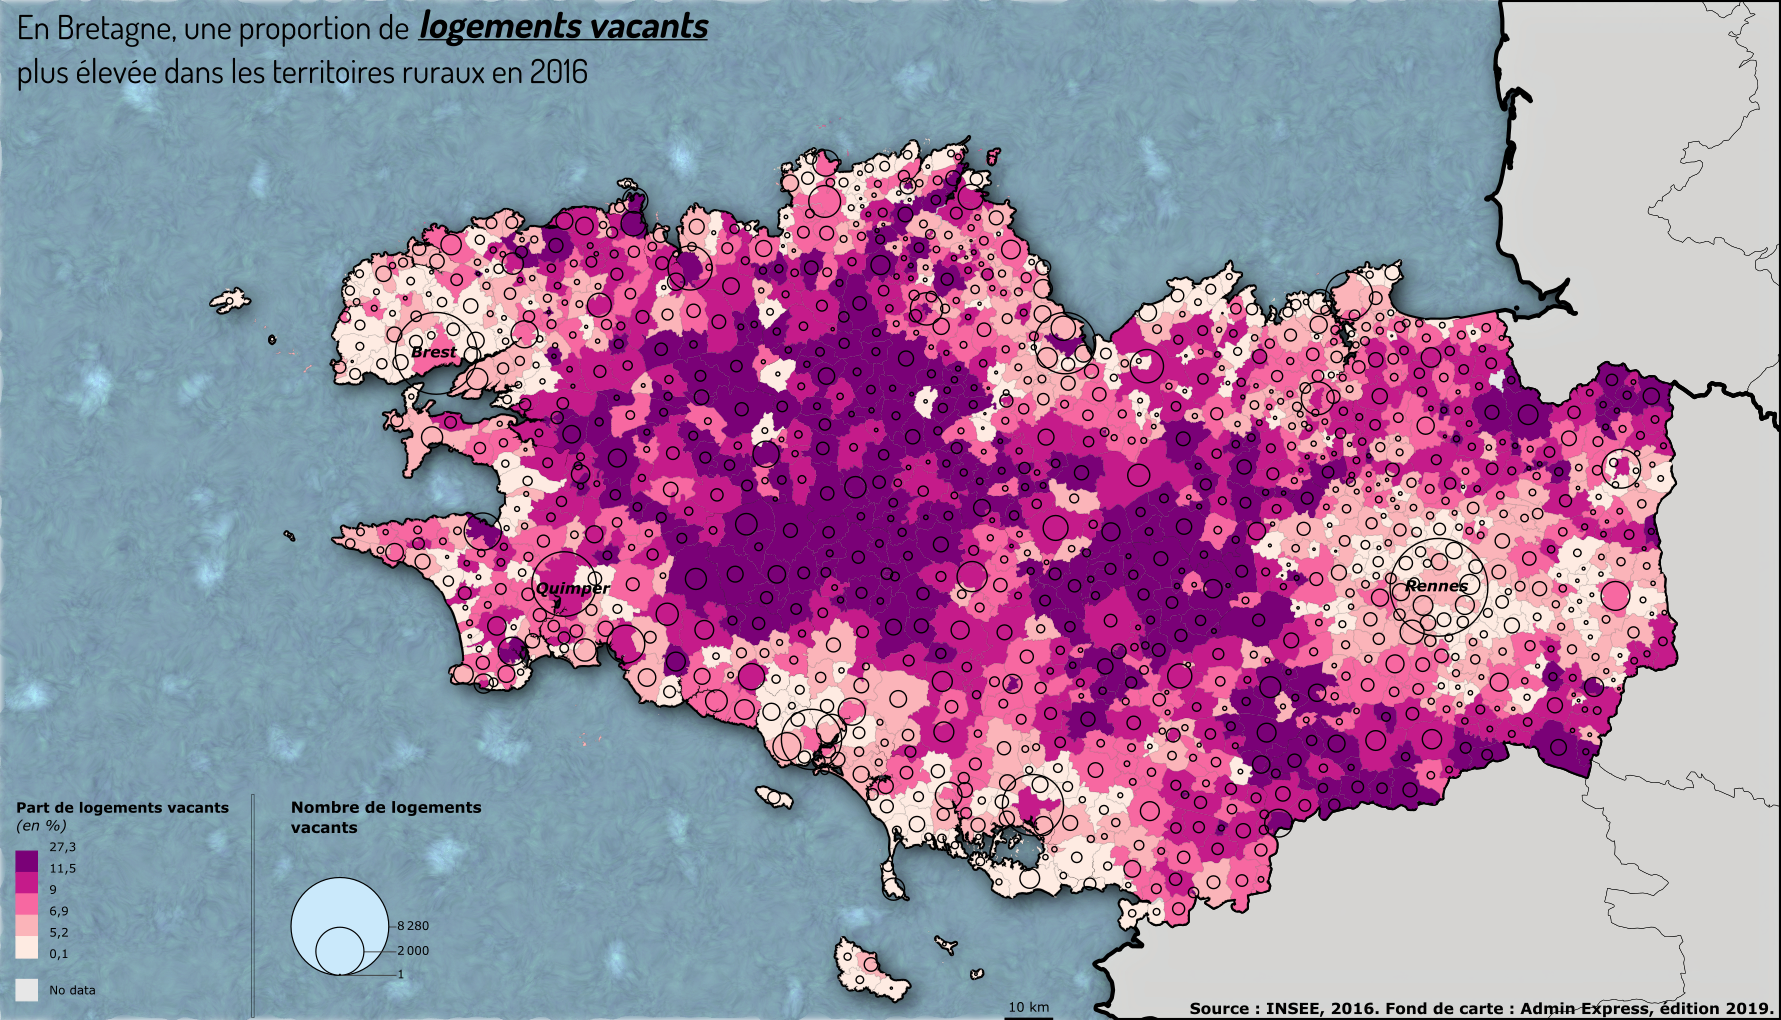 En Bretagne, une proportion de logements vacants
plus élevée dans les territoires ruraux en 2016
Brest
Quimper
Rennes
Part de logements vacants
(en %)
27,3
11,5
9
6,9
5,2
0,1
No data
Nombre de logements
vacants
8 280
2 000
1
10 km
Source : INSEE, 2016. Fond de carte : Admin Express, édition 2019.